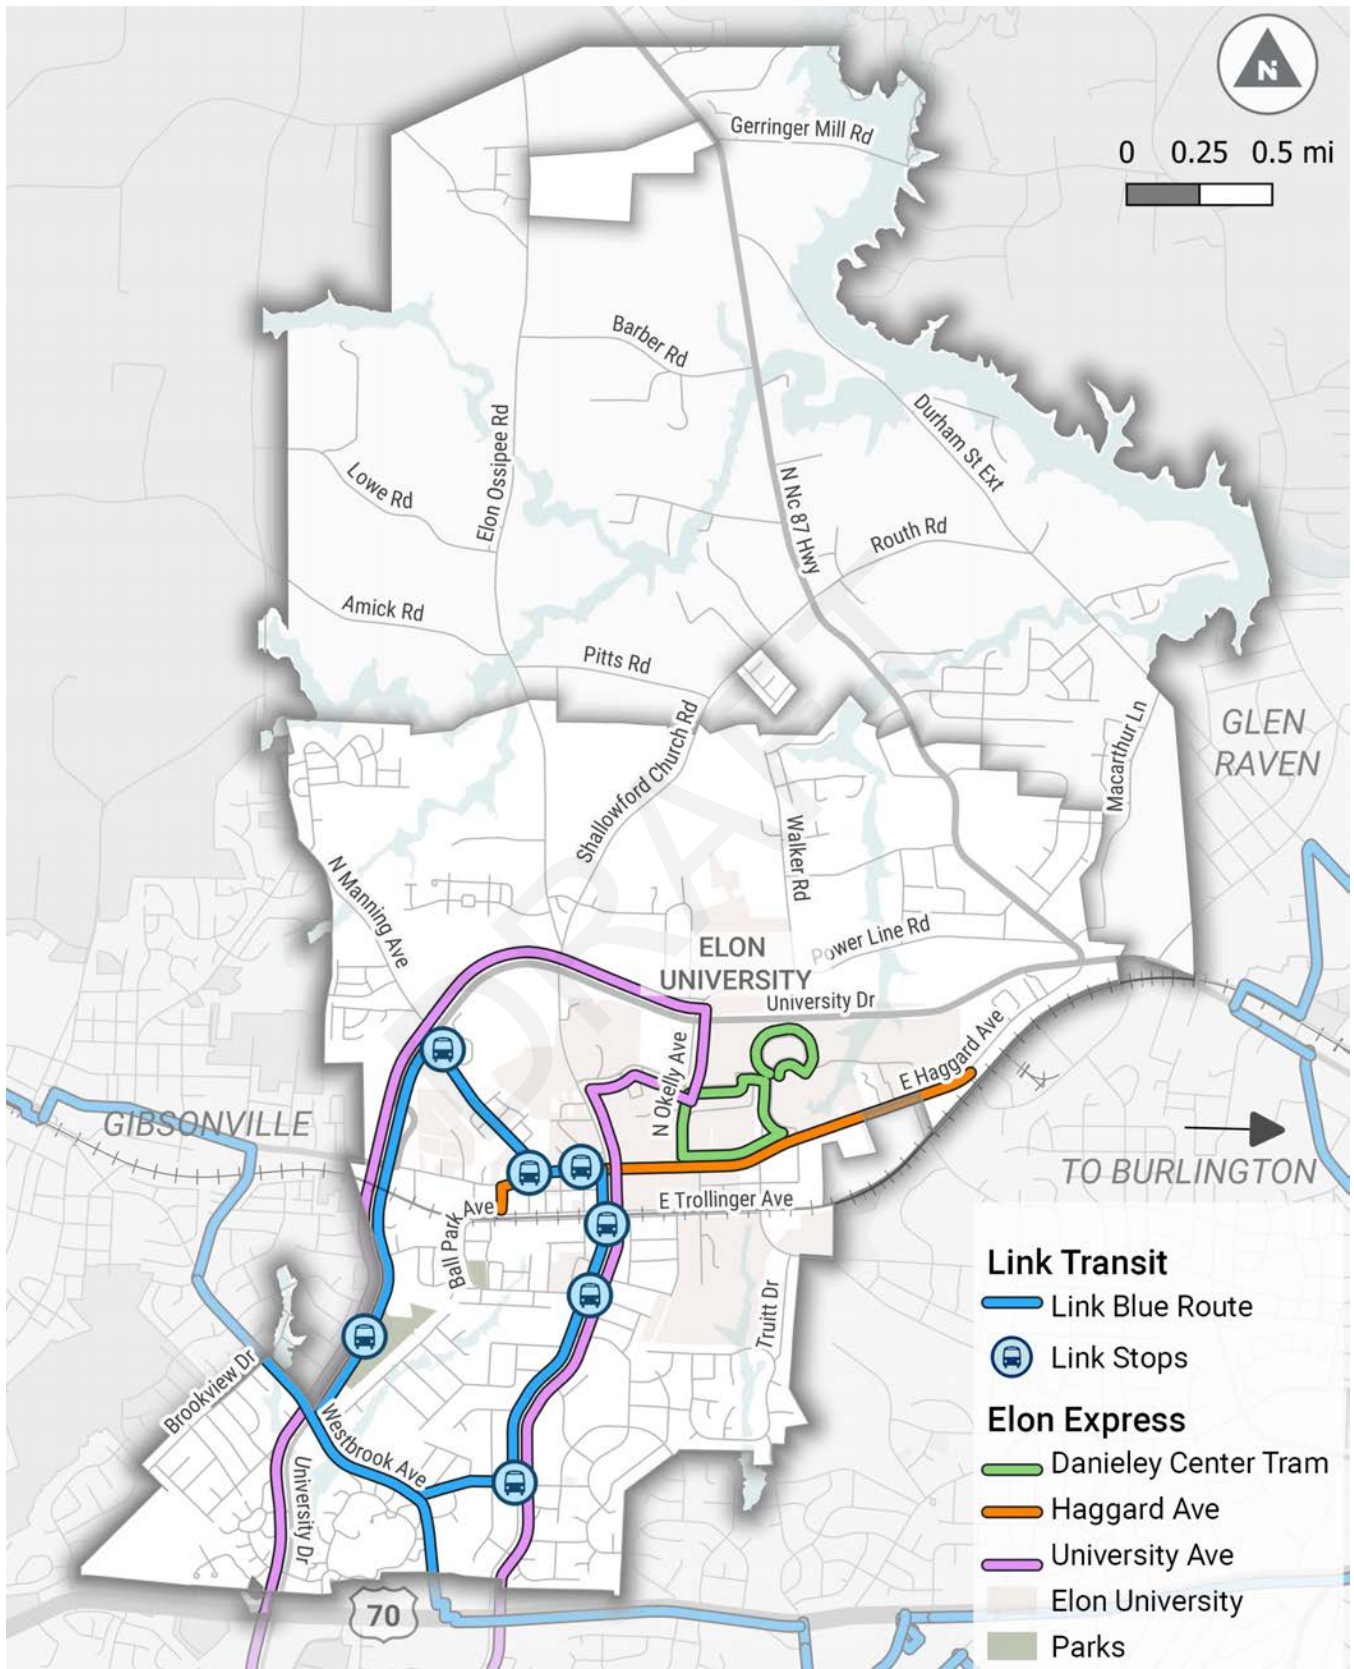 N
0 0.25 0.5 mi
Gerringer Mill Rd
Barber Rd
Elon Ossipee Rd
Durham St Ext
Lowe Rd
N Nc 87 Hwy
Routh Rd
Amick Rd
Pitts Rd
GLEN
RAVEN
Macarthur Ln
Shallowford Church Rd
Walker Rd
N Manning Ave
Power Line Rd
ELON
UNIVERSITY
University Dr
DRAFT
N Okelly Ave
E Haggard Ave
GIBSONVILLE
TO BURLINGTON
E Trollinger Ave
Ball Park Ave
Truitt Dr
Brookview Dr
Westbrook Ave
University Dr
70
Link Transit
Link Blue Route
Link Stops
Elon Express
Danieley Center Tram
Haggard Ave
University Ave
Elon University
Parks